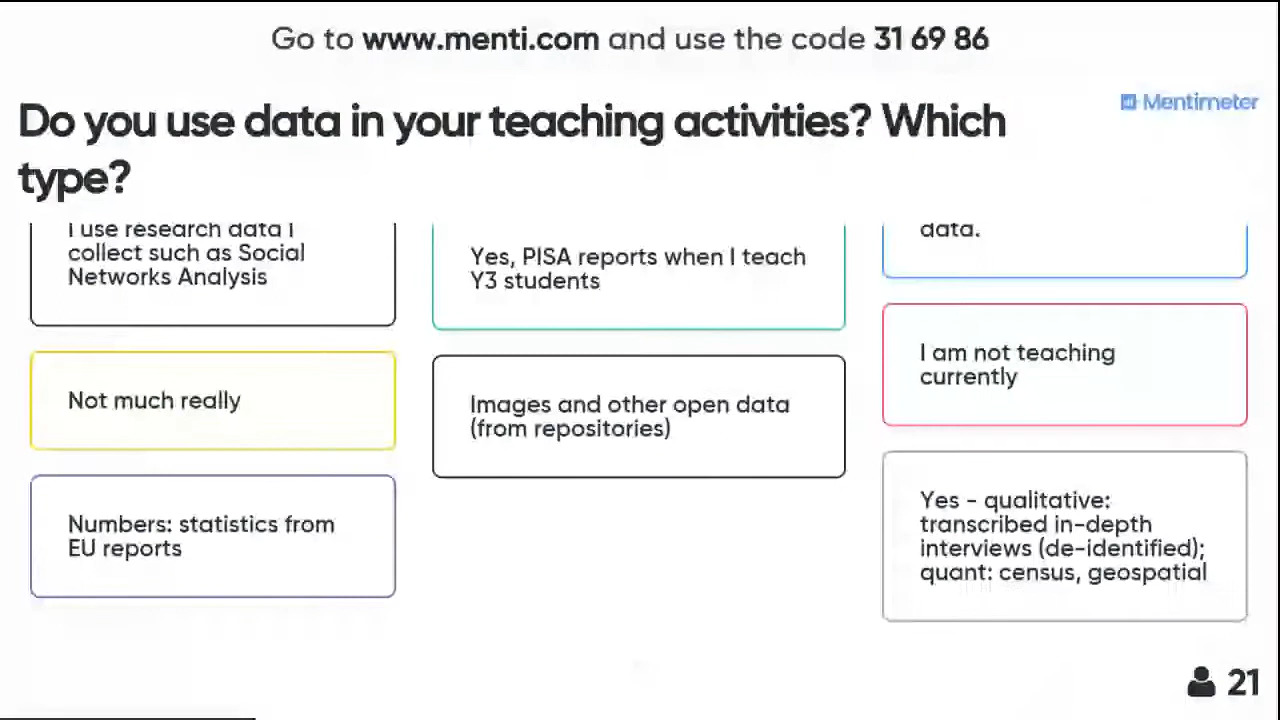 Go to www.menti.com and use the code 31 69 86
Mentimeter
Do you use data in your teaching activities? Which
type?
I use research data I
collect such as Social
Networks Analysis
Not much really
Numbers: statistics from
EU reports
Yes, PISA reports when I teach
Y3 students
Images and other open data
(from repositories)
data.
I am not teaching
currently
Yes - qualitative:
transcribed in-depth
interviews (de-identified);
quant: census, geospatial
21